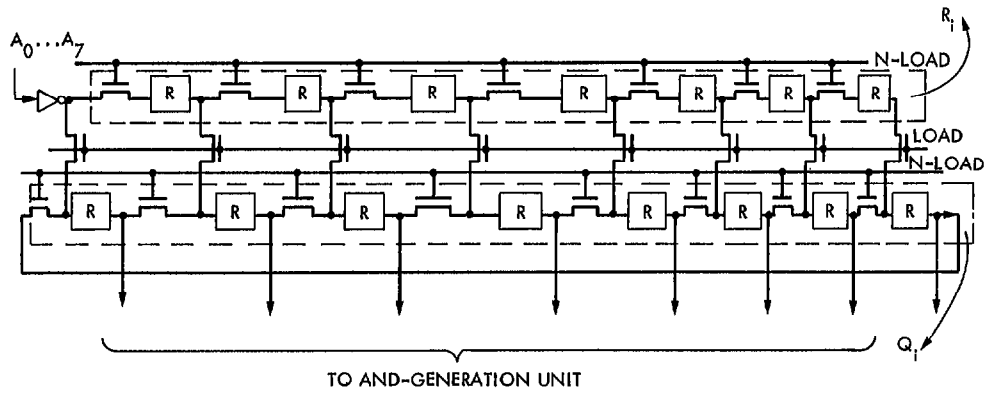 Ri
A0...A7
N-LOAD
R R R R R R R
LOAD
N-LOAD
R R R R R R R R
Qi
TO AND-GENERATION UNIT